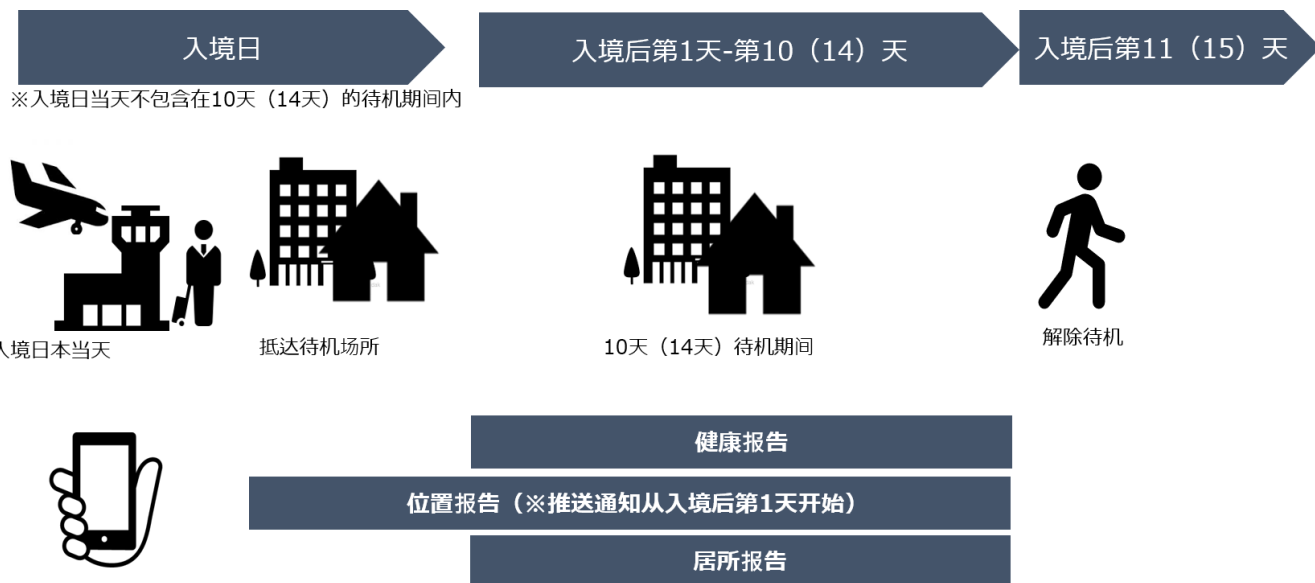 入境日
入境后第1天-第10（14）天
入境后第11（15）天
※入境日当天不包含在10天（14天）的待机期间内
入境日本当天
抵达待机场所
10天（14天）待机期间
解除待机
健康报告
位置报告（※推送通知从入境后第1天开始）
居所报告